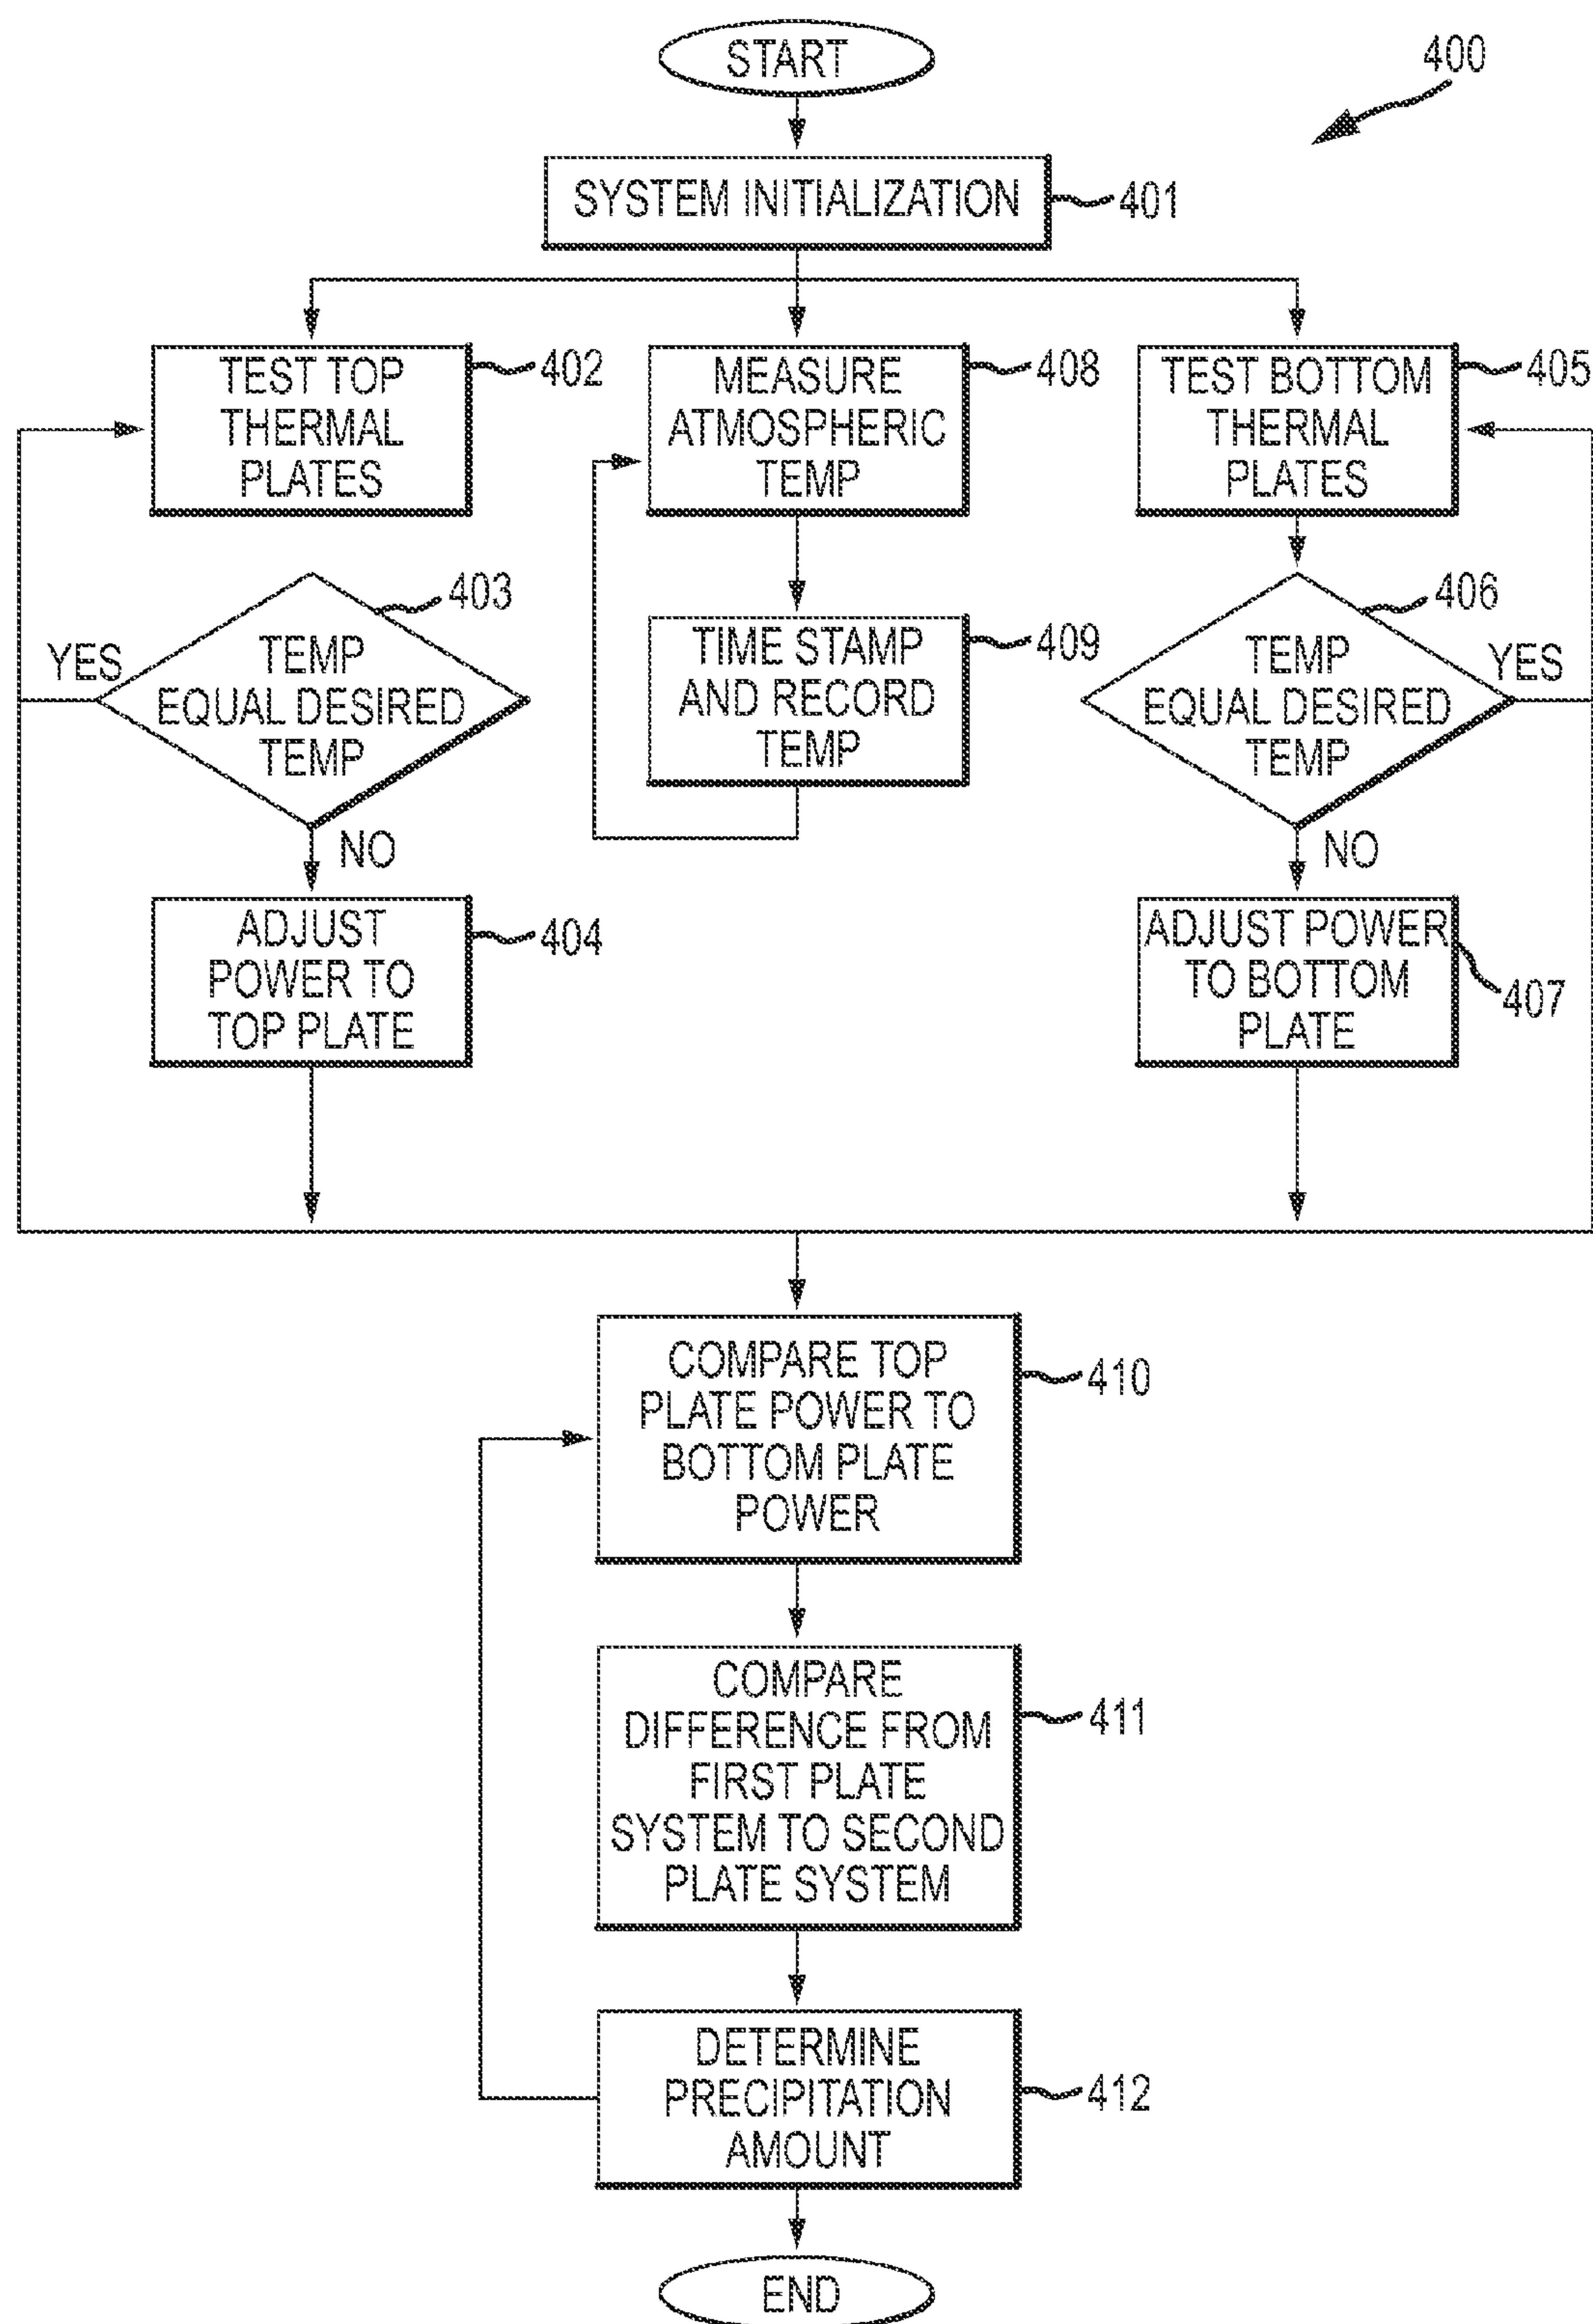 START
400
SYSTEM INITIALIZATION
401
TEST TOP
THERMAL
PLATES
402
MEASURE
ATMOSPHERIC
TEMP
408
TEST BOTTOM
THERMAL
PLATES
405
YES
TEMP
EQUAL DESIRED
TEMP
403
NO
TIME STAMP
AND RECORD
TEMP
409
TEMP
EQUAL DESIRED
TEMP
406
YES
NO
ADJUST
POWER TO
TOP PLATE
404
ADJUST POWER
TO BOTTOM
PLATE
407
COMPARE TOP
PLATE POWER TO
BOTTOM PLATE
POWER
410
COMPARE
DIFFERENCE FROM
FIRST PLATE
SYSTEM TO SECOND
PLATE SYSTEM
411
DETERMINE
PRECIPITATION
AMOUNT
412
END